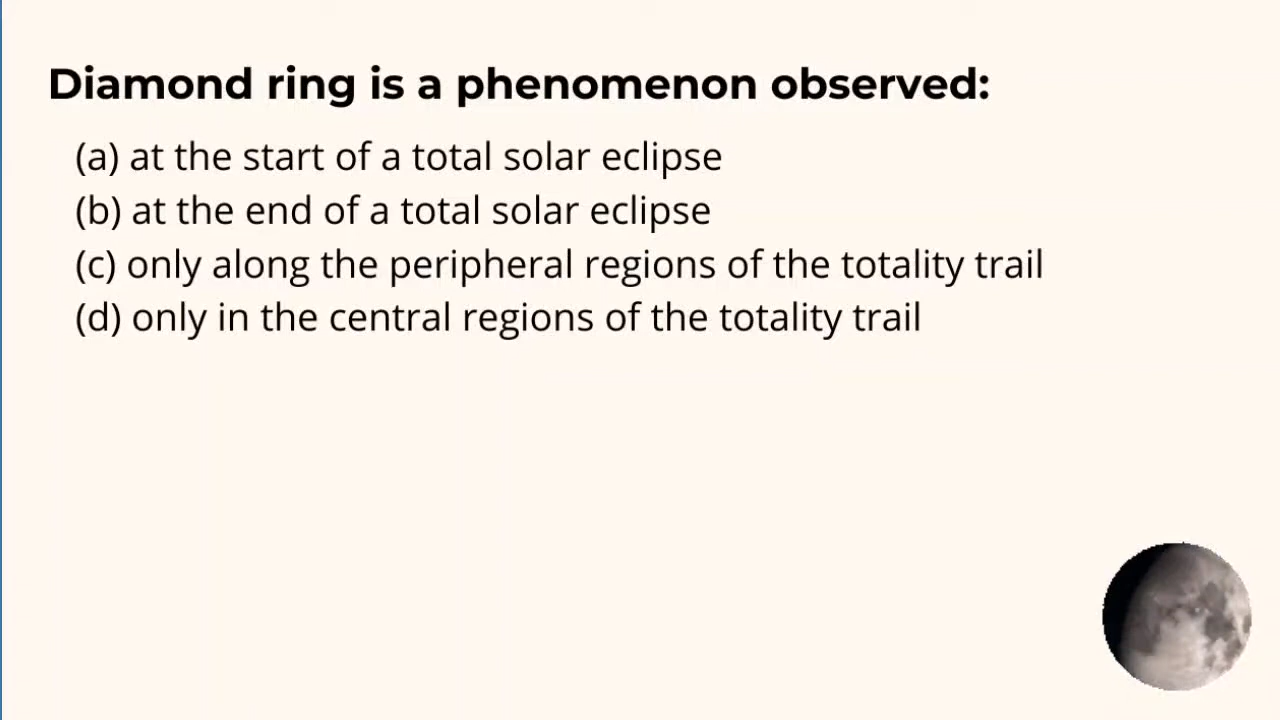 Diamond ring is a phenomenon observed:
(a) at the start of a total solar eclipse
(b) at the end of a total solar eclipse
(c) only along the peripheral regions of the totality trail
(d) only in the central regions of the totality trail